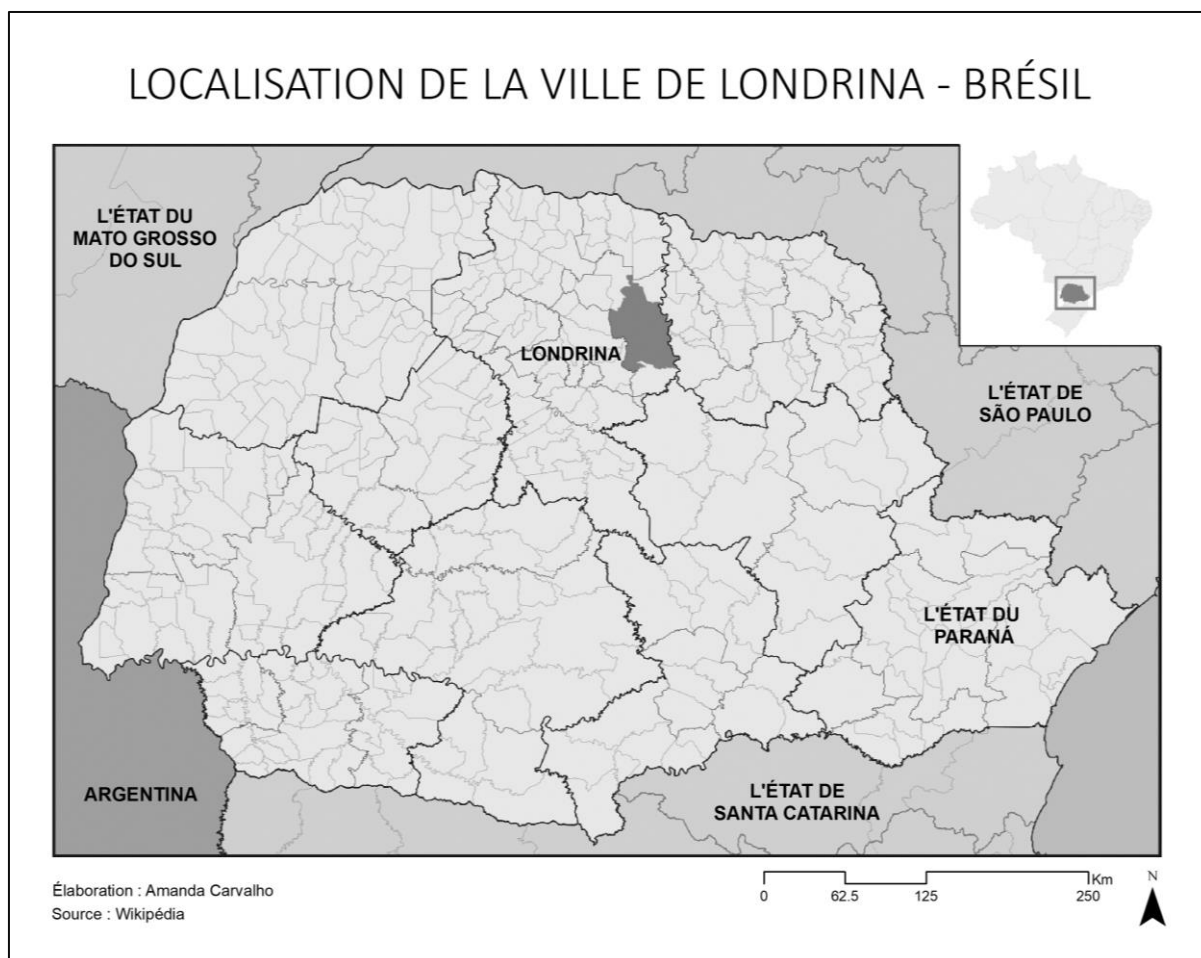 LOCALISATION DE LA VILLE DE LONDRINA - BRÉSIL
L'ÉTAT DU
MATO GROSSO
DO SUL
LONDRINA
L'ÉTAT DE
SÃO PAULO
L'ÉTAT DU
PARANÁ
ARGENTINA
L'ÉTAT DE
SANTA CATARINA
Élaboration : Amanda Carvalho
Source : Wikipédia
Km
0 62.5 125 250
N